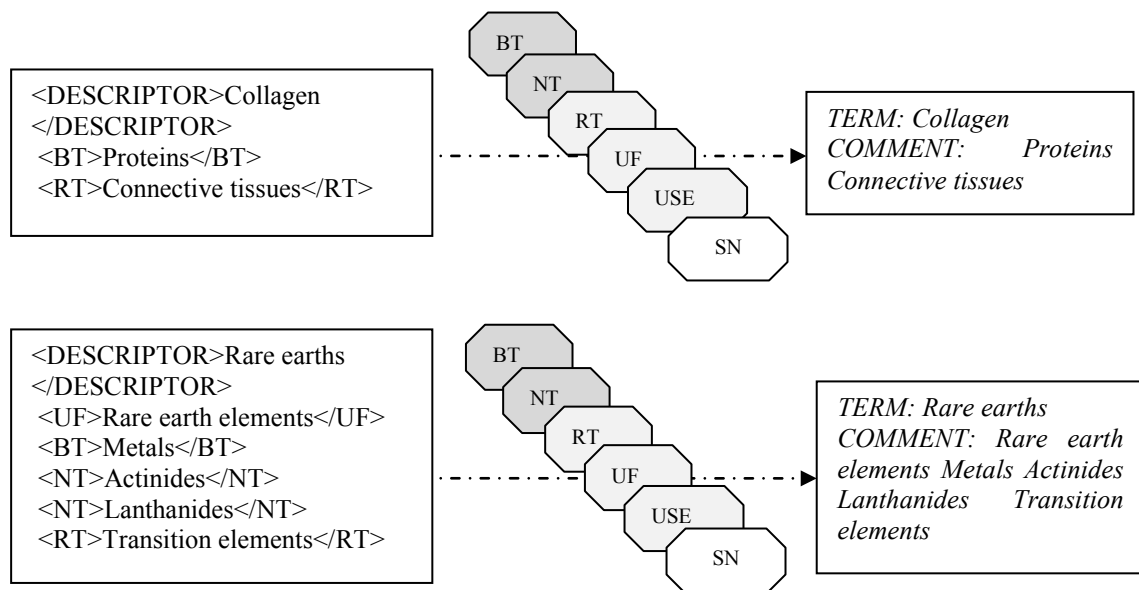 <DESCRIPTOR>Collagen
</DESCRIPTOR>
<BT>Proteins</BT>
<RT>Connective tissues</RT>
BT
NT
RT
UF
USE
SN
TERM: Collagen
COMMENT: Proteins
Connective tissues
<DESCRIPTOR>Rare earths
</DESCRIPTOR>
<UF>Rare earth elements</UF>
<BT>Metals</BT>
<NT>Actinides</NT>
<NT>Lanthanides</NT>
<RT>Transition elements</RT>
BT
NT
RT
UF
USE
SN
TERM: Rare earths
COMMENT: Rare earth
elements Metals Actinides
Lanthanides Transition
elements